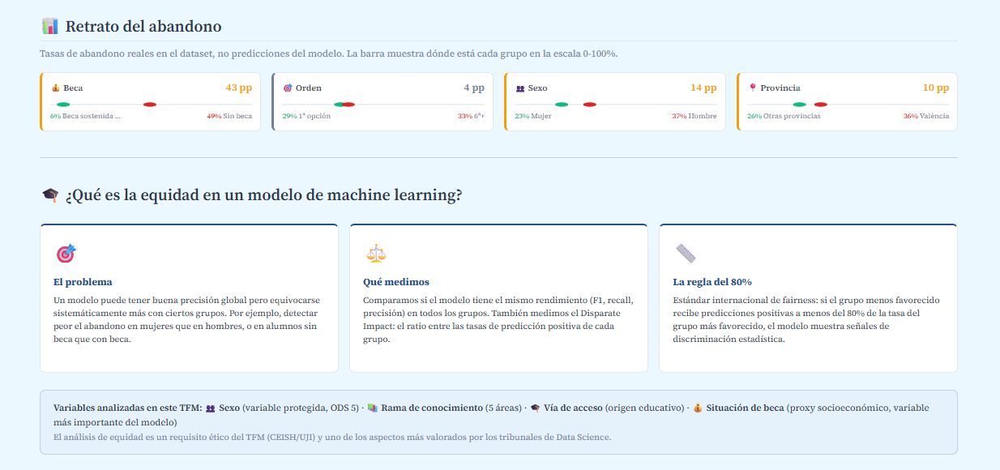 Retrato del abandono
Tasas de abandono reales en el dataset, no predicciones del modelo. La barra muestra dónde está cada grupo en la escala 0-100%.
Beca 43 pp
6% Beca sostenida ... 49% Sin beca
Orden 4 pp
29% 1ª opción 33% 6ª+
Sexo 14 pp
23% Mujer 37% Hombre
Provincia 10 pp
26% Otras provincias 36% València
¿Qué es la equidad en un modelo de machine learning?
El problema
Un modelo puede tener buena precisión global pero equivocarse
sistemáticamente más con ciertos grupos. Por ejemplo, detectar
peor el abandono en mujeres que en hombres, o en alumnos sin
beca que con beca.
Qué medimos
Comparamos si el modelo tiene el mismo rendimiento (F1, recall,
precisión) en todos los grupos. También medimos el Disparate
Impact: el ratio entre las tasas de predicción positiva de cada
grupo.
La regla del 80%
Estándar internacional de fairness: si el grupo menos favorecido
recibe predicciones positivas a menos del 80% de la tasa del
grupo más favorecido, el modelo muestra señales de
discriminación estadística.
Variables analizadas en este TFM: Sexo (variable protegida, ODS 5) · Rama de conocimiento (5 áreas) · Vía de acceso (origen educativo) · Situación de beca (proxy socioeconómico, variable
más importante del modelo)
El análisis de equidad es un requisito ético del TFM (CEISH/UJI) y uno de los aspectos más valorados por los tribunales de Data Science.